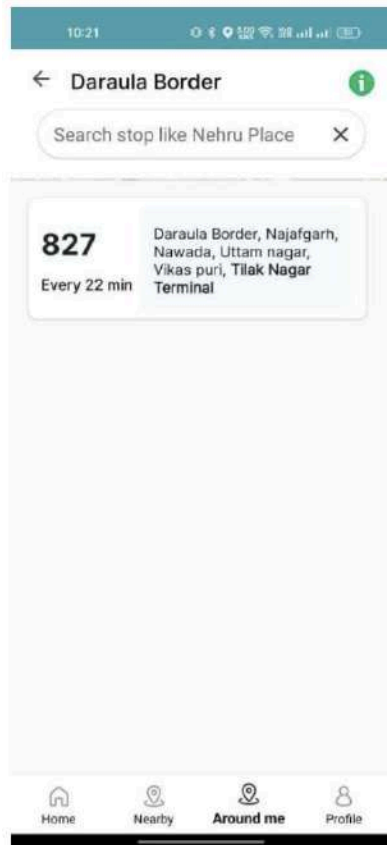 10:21
Daraula Border
Search stop like Nehru Place
827
Every 22 min
Daraula Border, Najafgarh,
Nawada, Uttam nagar,
Vikas puri, Tilak Nagar
Terminal
Home
Nearby
Around me
Profile